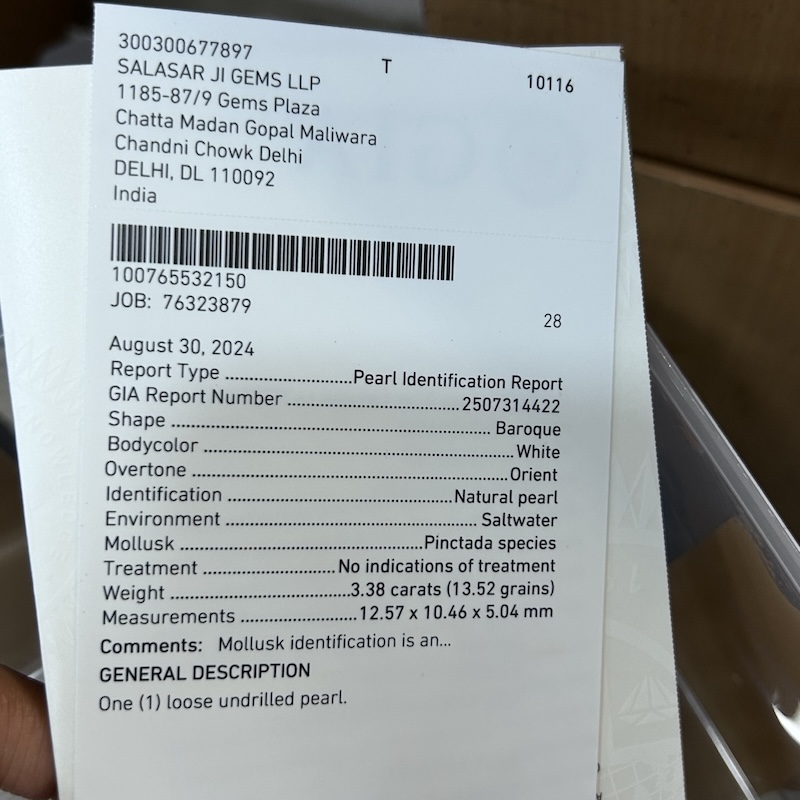 300300677897
T
10116
SALASAR JI GEMS LLP
1185-87/9 Gems Plaza
Chatta Madan Gopal Maliwara
Chandni Chowk Delhi
DELHI, DL 110092
India
100765532150
JOB: 76323879
28
August 30, 2024
Report Type ............................Pearl Identification Report
GIA Report Number ......................................2507314422
Shape ....................................................................... Baroque
Bodycolor ....................................................................White
Overtone ......................................................................Orient
Identification ..................................................Natural pearl
Environment ........................................................ Saltwater
Mollusk ......................................................Pinctada species
Treatment .............................No indications of treatment
Weight ........................................3.38 carats (13.52 grains)
Measurements .......................... 12.57 x 10.46 x 5.04 mm
Comments: Mollusk identification is an...
GENERAL DESCRIPTION
One (1) loose undrilled pearl.